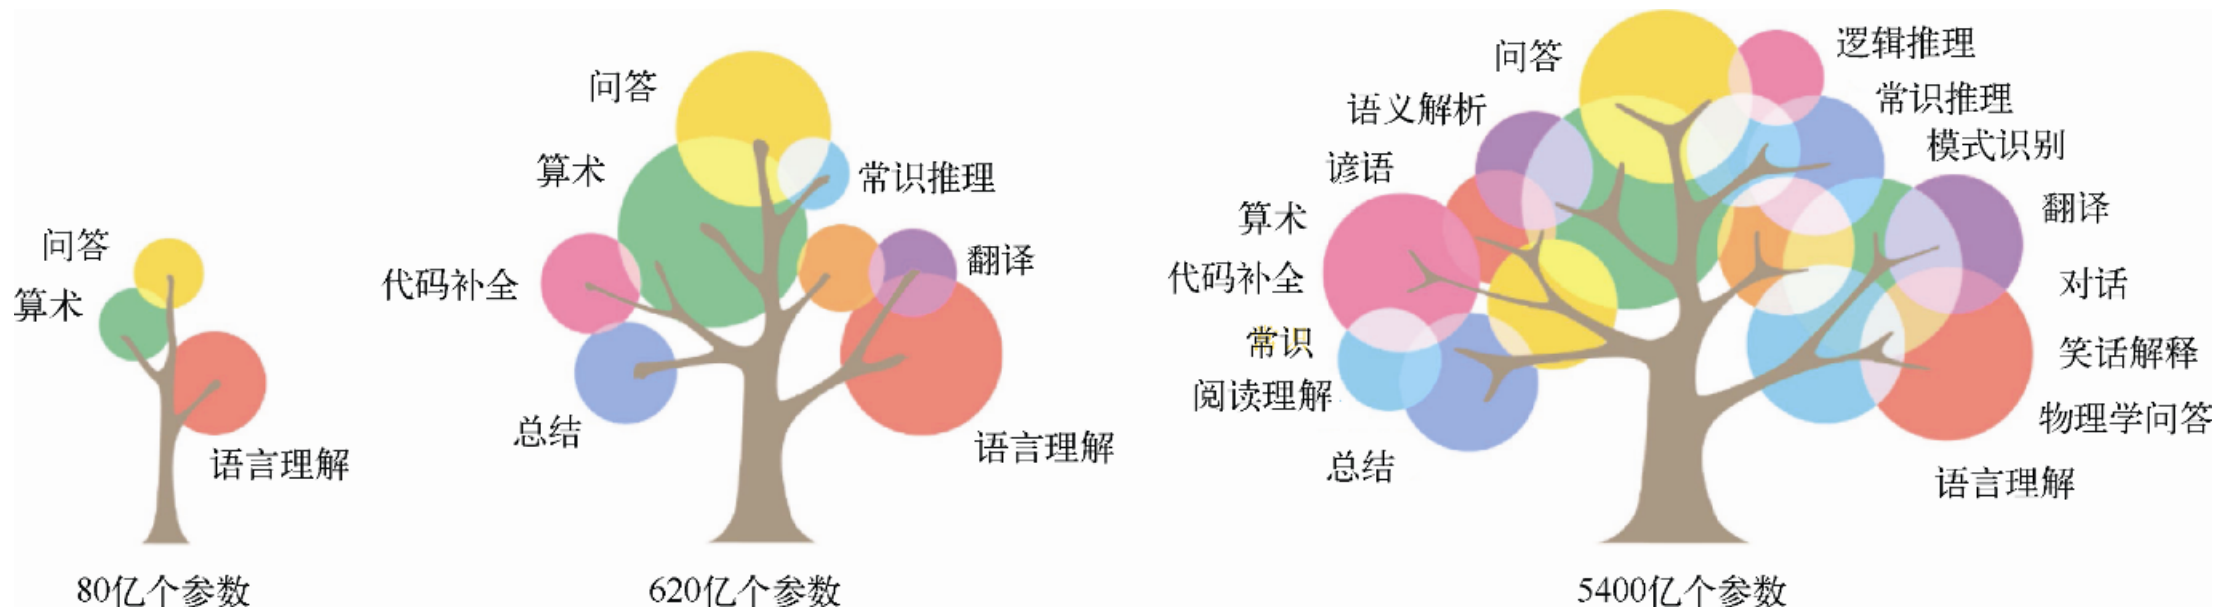 问答
算术
语言理解
80亿个参数
问答
算术
常识推理
代码补全
翻译
总结
语言理解
620亿个参数
问答
逻辑推理
语义解析
常识推理
谚语
模式识别
算术
翻译
代码补全
对话
常识
笑话解释
阅读理解
物理学问答
总结
语言理解
5400亿个参数